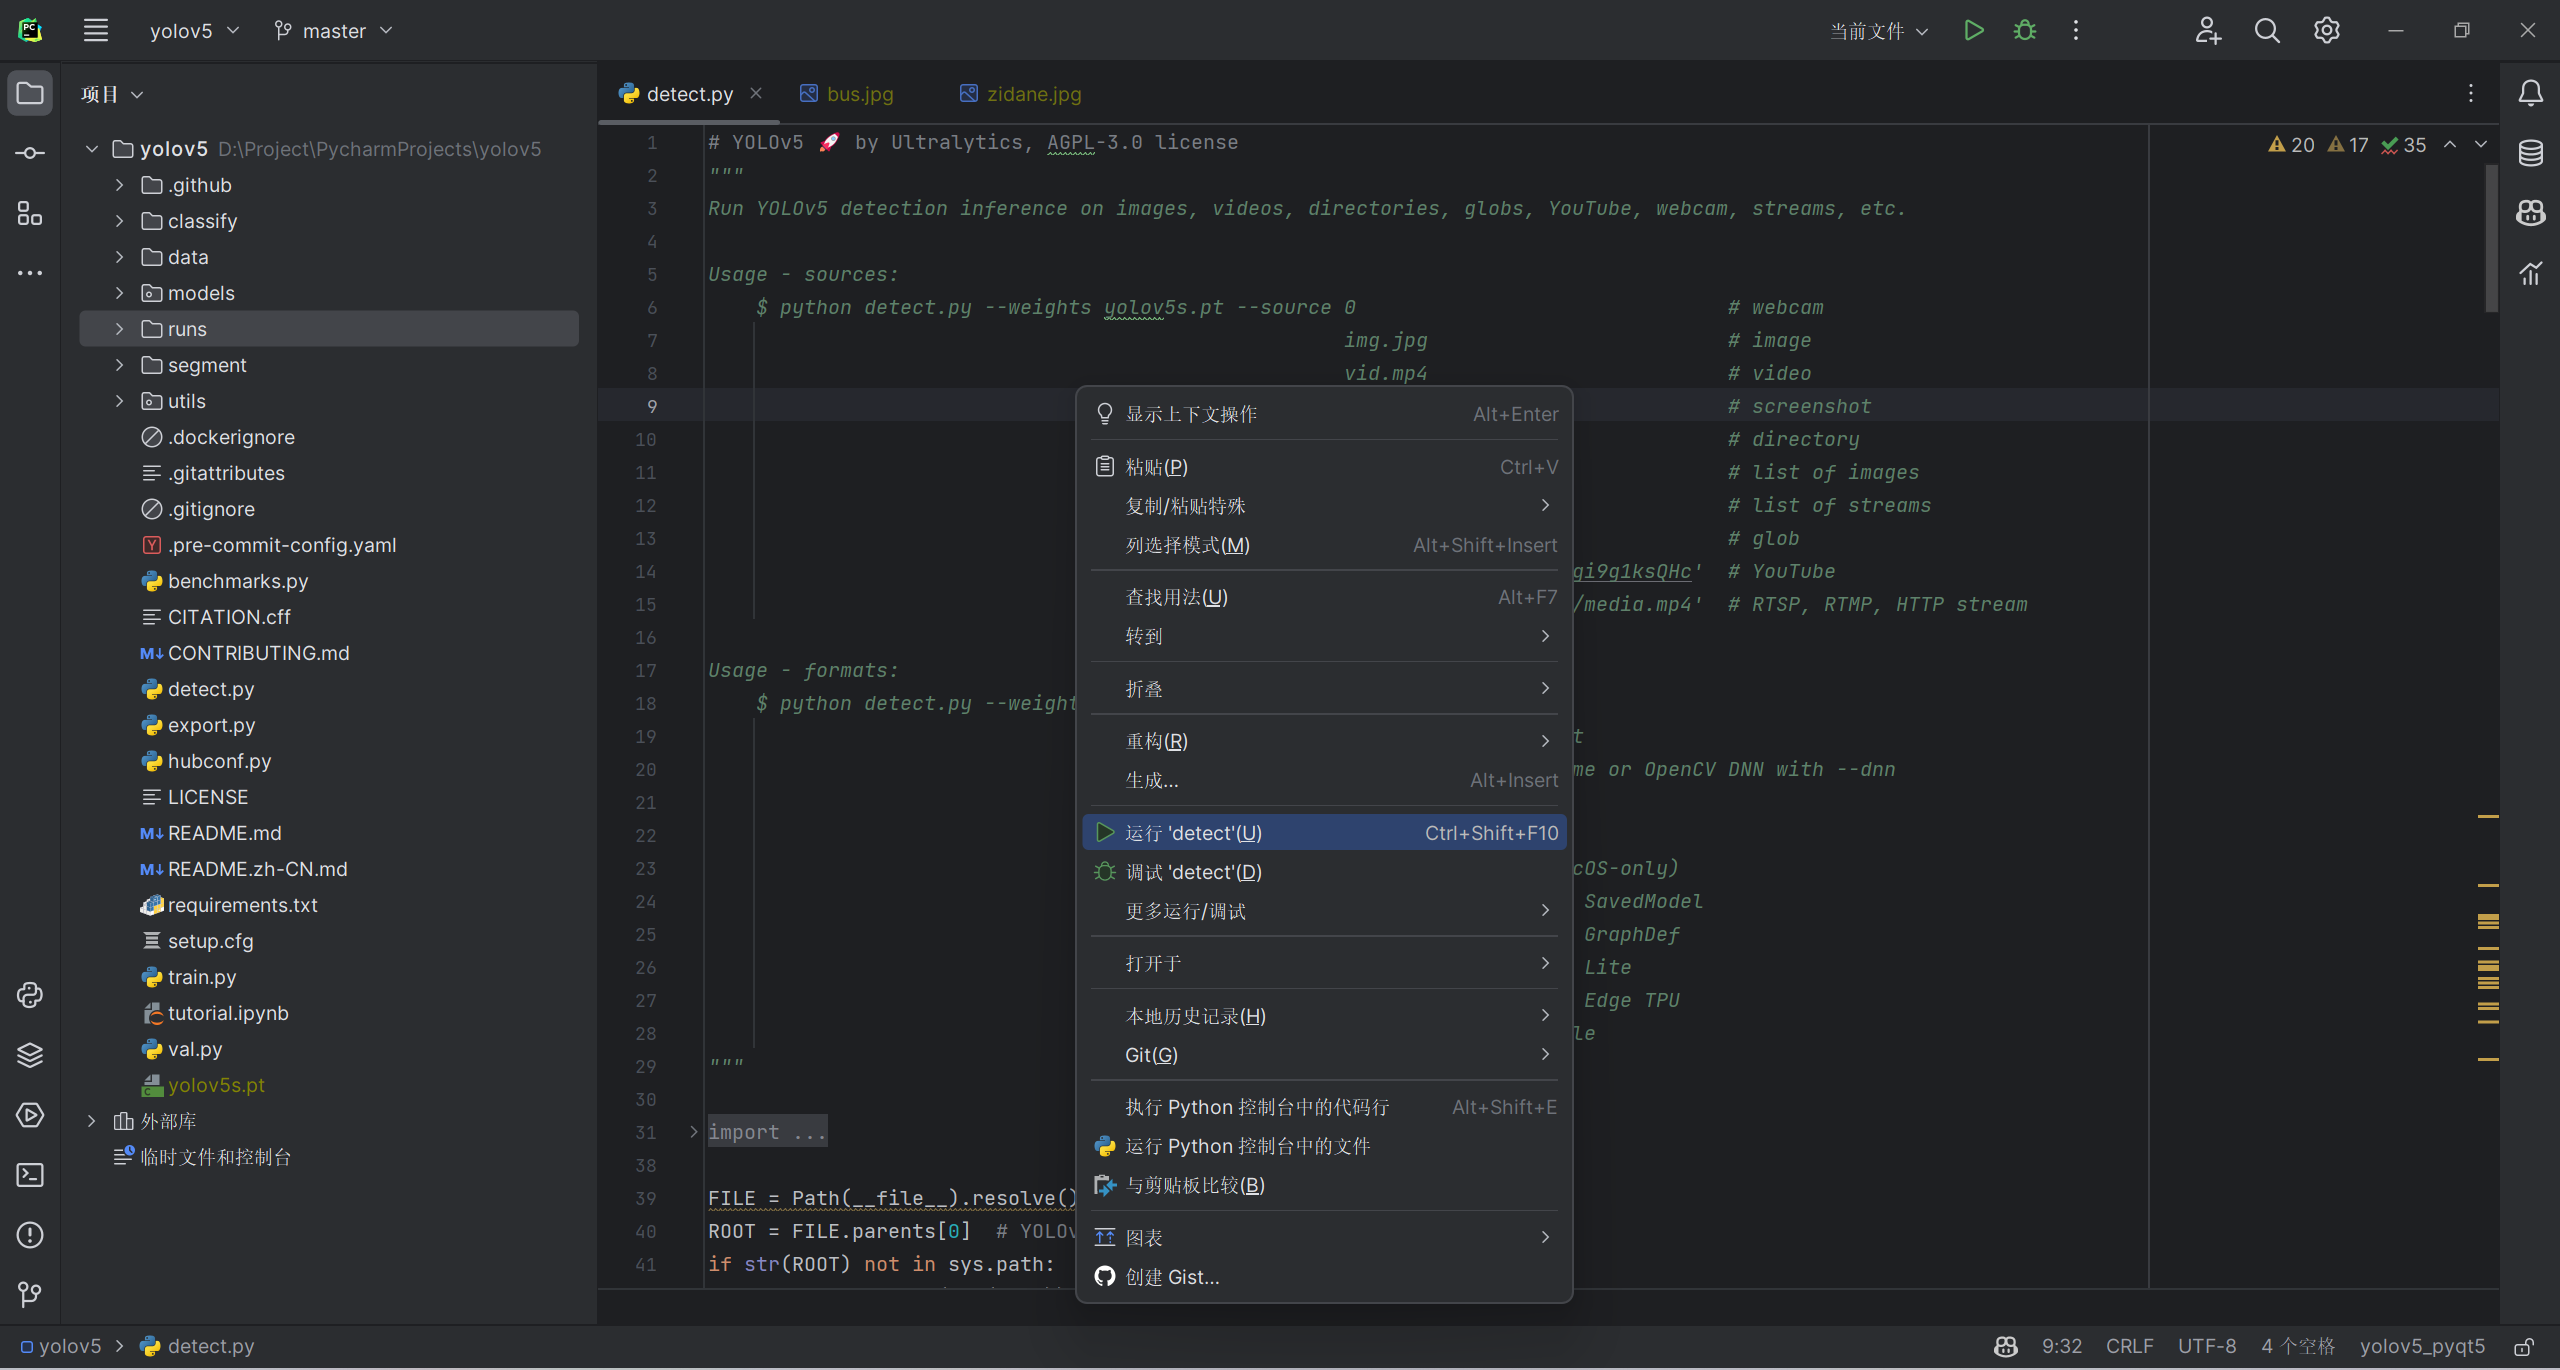 yolov5
master
当前文件
项目
yolov5 D:\Project\PycharmProjects\yolov5
.github
classify
data
models
runs
segment
utils
.dockerignore
.gitattributes
.gitignore
.pre-commit-config.yaml
benchmarks.py
CITATION.cff
CONTRIBUTING.md
detect.py
export.py
hubconf.py
LICENSE
README.md
README.zh-CN.md
requirements.txt
setup.cfg
train.py
tutorial.ipynb
val.py
yolov5s.pt
外部库
临时文件和控制台
detect.py
bus.jpg
zidane.jpg
20 17 35
1 # YOLOv5 🚀 by Ultralytics, AGPL-3.0 license
2 """
3 Run YOLOv5 detection inference on images, videos, directories, globs, YouTube, webcam, streams, etc.
4
5 Usage - sources:
6 $ python detect.py --weights yolov5s.pt --source 0 # webcam
7 img.jpg # image
8 vid.mp4 # video
9 # screenshot
10 # directory
11 # list of images
12 # list of streams
13 # glob
14 gi9g1ksQHc' # YouTube
15 /media.mp4' # RTSP, RTMP, HTTP stream
16
17 Usage - formats:
18 $ python detect.py --weight
19 t
20 me or OpenCV DNN with --dnn
21
22
23 cOS-only)
24 SavedModel
25 GraphDef
26 Lite
27 Edge TPU
28 le
29 """
30
31 import ...
38
39 FILE = Path(__file__).resolve()
40 ROOT = FILE.parents[0] # YOLOv
41 if str(ROOT) not in sys.path:
显示上下文操作 Alt+Enter
粘贴(P) Ctrl+V
复制/粘贴特殊
列选择模式(M) Alt+Shift+Insert
查找用法(U) Alt+F7
转到
折叠
重构(R)
生成... Alt+Insert
运行 'detect'(U) Ctrl+Shift+F10
调试 'detect'(D)
更多运行/调试
打开于
本地历史记录(H)
Git(G)
执行 Python 控制台中的代码行 Alt+Shift+E
运行 Python 控制台中的文件
与剪贴板比较(B)
图表
创建 Gist...
yolov5 > detect.py
9:32 CRLF UTF-8 4 个空格 yolov5_pyqt5